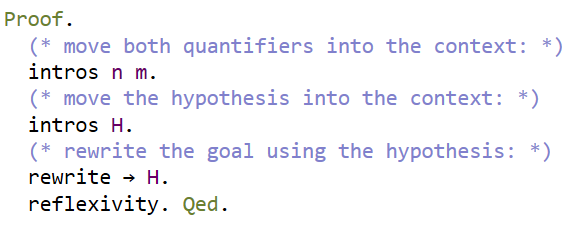 Proof.
(* move both quantifiers into the context: *)
intros n m.
(* move the hypothesis into the context: *)
intros H.
(* rewrite the goal using the hypothesis: *)
rewrite → H.
reflexivity. Qed.